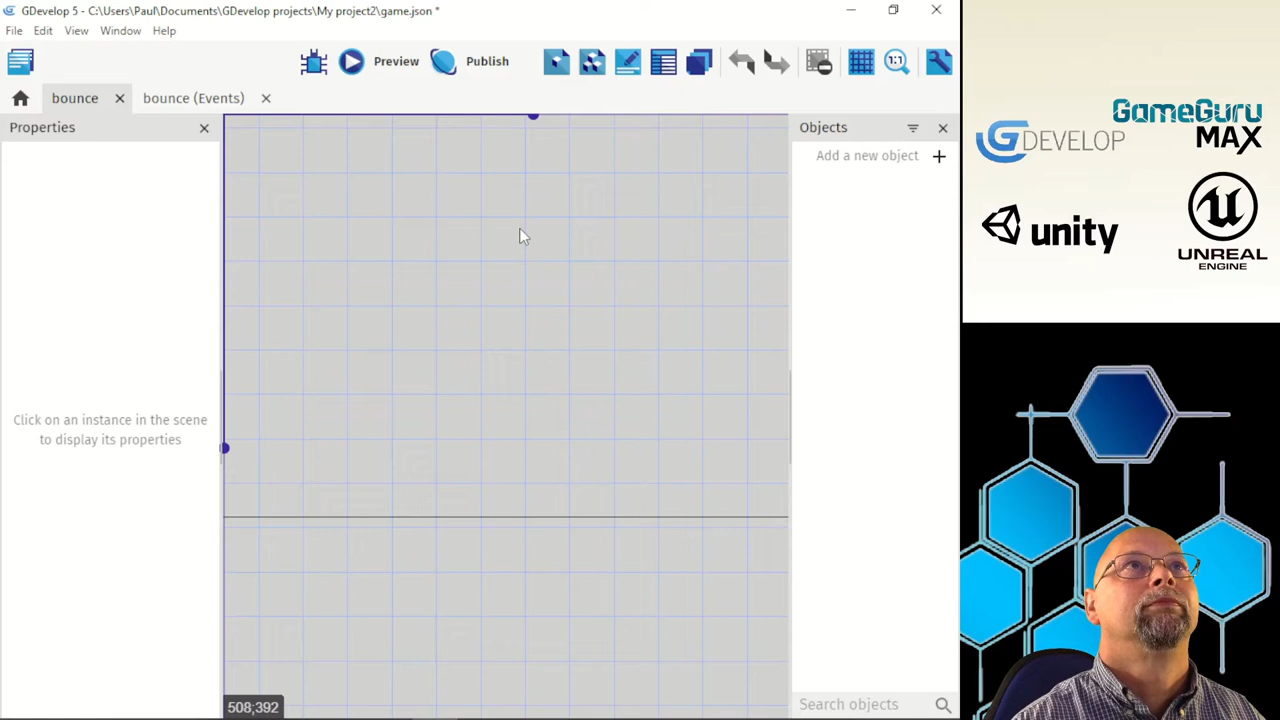 GDevelop 5 - C:\Users\Paul\Documents\GDevelop projects\My project2\game.json *
File Edit View Window Help
Preview Publish 1:1
bounce bounce (Events)
Properties
Click on an instance in the scene
to display its properties
508;392
Objects
Add a new object
Search objects
GDEVELOP
GameGuru
MAX
unity
UNREAL
ENGINE